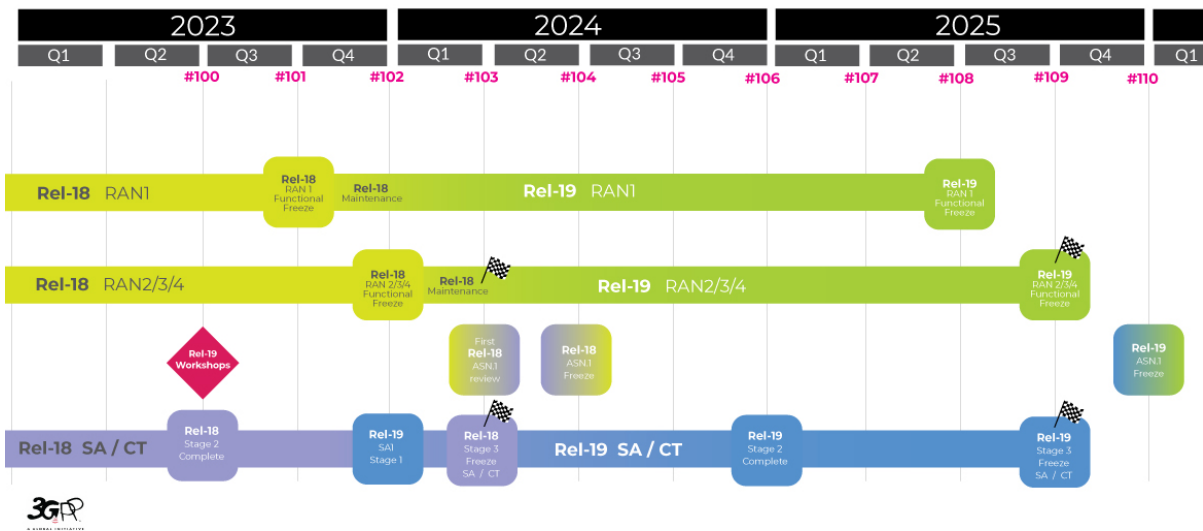 2023 2024 2025
Q1 Q2 Q3 Q4 Q1 Q2 Q3 Q4 Q1 Q2 Q3 Q4 Q1
#100 #101 #102 #103 #104 #105 #106 #107 #108 #109 #110
Rel-18 RAN1
Rel-18
RAN 1
Functional
Freeze
Rel-18
Maintenance
Rel-19 RAN1
Rel-19
RAN 1
Functional
Freeze
Rel-18 RAN2/3/4
Rel-18
RAN 2/3/4
Functional
Freeze
Rel-18
Maintenance
Rel-19 RAN2/3/4
Rel-19
RAN 2/3/4
Functional
Freeze
Rel-19
Workshops
First
Rel-18
ASN.1
review
Rel-18
ASN.1
Freeze
Rel-19
ASN.1
Freeze
Rel-18 SA / CT
Rel-18
Stage 2
Complete
Rel-19
SA1
Stage 1
Rel-18
Stage 3
Freeze
SA / CT
Rel-19 SA / CT
Rel-19
Stage 2
Complete
Rel-19
Stage 3
Freeze
SA / CT
3GPP
A GLOBAL INITIATIVE